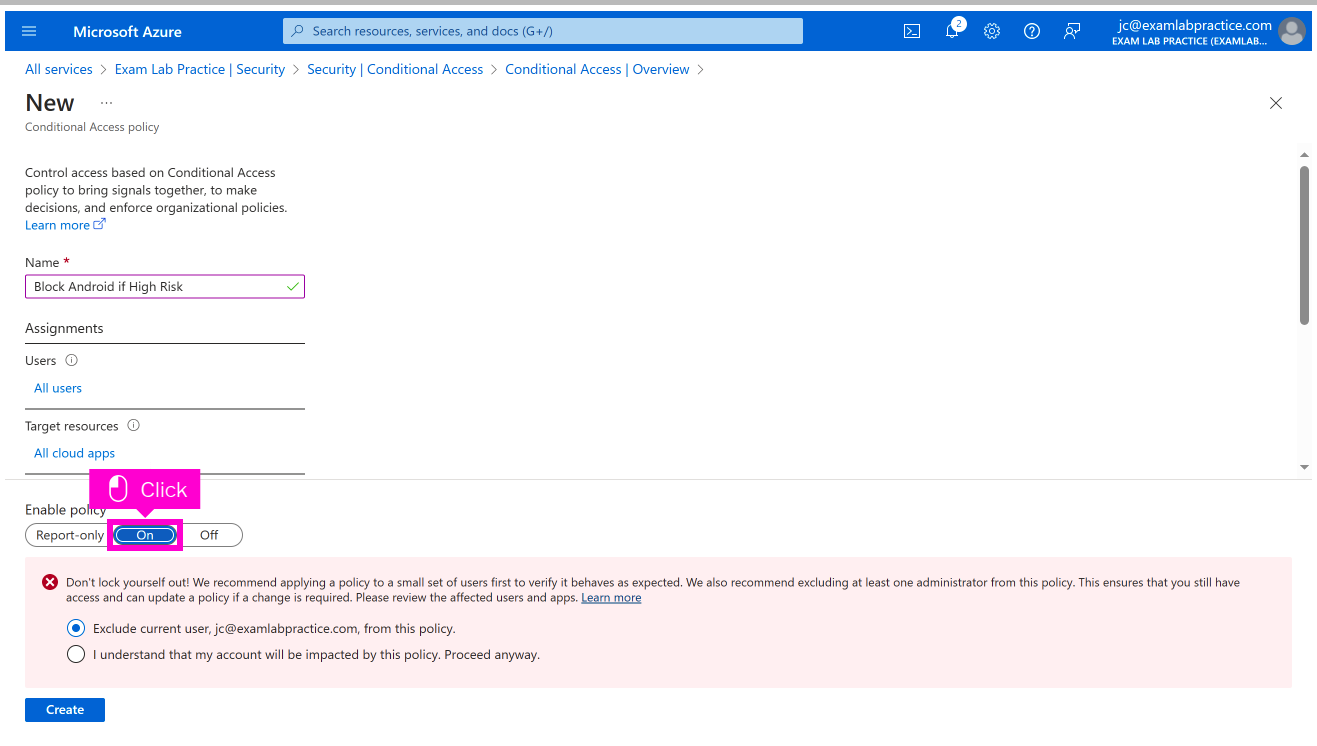 Microsoft Azure
Search resources, services, and docs (G+/)
2
jc@examlabpractice.com
EXAM LAB PRACTICE (EXAMLAB...
All services > Exam Lab Practice | Security > Security | Conditional Access > Conditional Access | Overview >
New ...
Conditional Access policy
Control access based on Conditional Access
policy to bring signals together, to make
decisions, and enforce organizational policies.
Learn more
Name *
Block Android if High Risk
Assignments
Users
All users
Target resources
All cloud apps
Click
Enable policy
Report-only On Off
Don't lock yourself out! We recommend applying a policy to a small set of users first to verify it behaves as expected. We also recommend excluding at least one administrator from this policy. This ensures that you still have
access and can update a policy if a change is required. Please review the affected users and apps. Learn more
Exclude current user, jc@examlabpractice.com, from this policy.
I understand that my account will be impacted by this policy. Proceed anyway.
Create